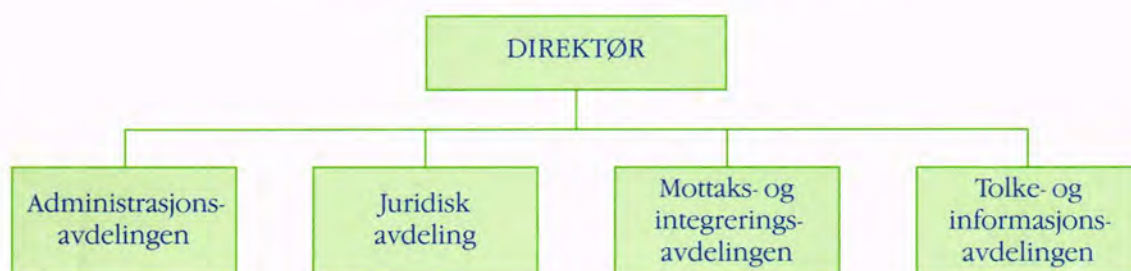 DIREKTØR
Administrasjons-
avdelingen
Juridisk
avdeling
Mottaks- og
integrerings-
avdelingen
Tolke- og
informasjons-
avdelingen